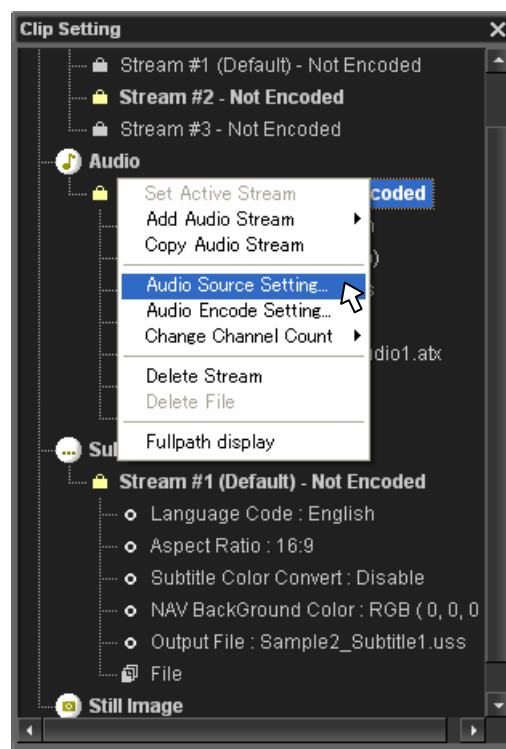 Clip Setting
Stream #1 (Default) - Not Encoded
Stream #2 - Not Encoded
Stream #3 - Not Encoded
Audio
coded
Set Active Stream
Add Audio Stream
Copy Audio Stream
Audio Source Setting...
Audio Encode Setting...
Change Channel Count
dio1.atx
Delete Stream
Delete File
Fullpath display
Sub
Stream #1 (Default) - Not Encoded
Language Code : English
Aspect Ratio : 16:9
Subtitle Color Convert : Disable
NAV BackGround Color : RGB ( 0, 0, 0
Output File : Sample2_Subtitle1.uss
File
Still Image